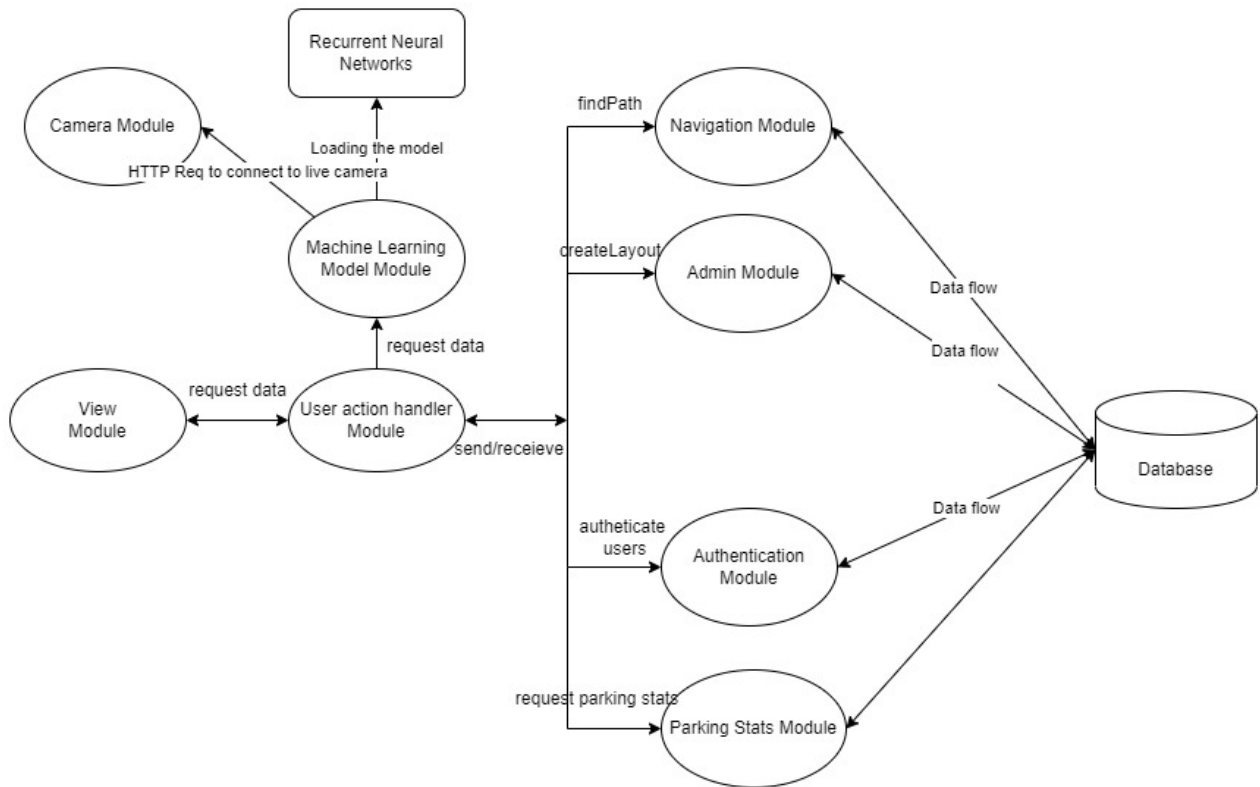 Recurrent Neural
Networks
Camera Module
findPath
Navigation Module
Loading the model
HTTP Req to connect to live camera
Machine Learning
Model Module
createLayout
Admin Module
Data flow
Data flow
request data
request data
View
Module
User action handler
Module
send/receieve
Database
Data flow
autheticate
users
Authentication
Module
request parking stats
Parking Stats Module